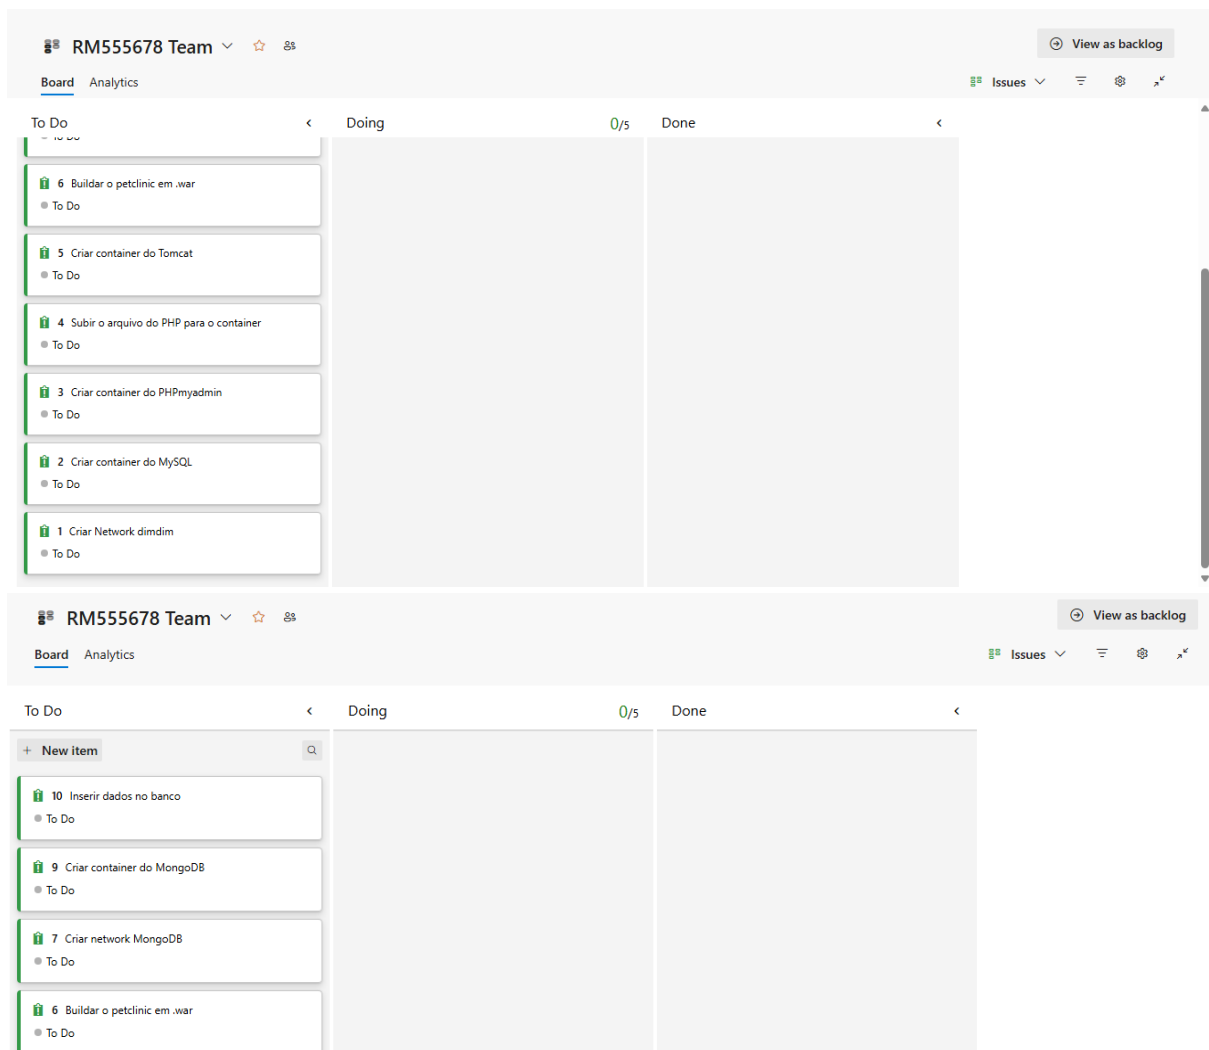 RM555678 Team
View as backlog
Board Analytics
Issues
To Do Doing 0/5 Done
To Do
6 Buildar o petclinic em .war
To Do
5 Criar container do Tomcat
To Do
4 Subir o arquivo do PHP para o container
To Do
3 Criar container do PHPmyadmin
To Do
2 Criar container do MySQL
To Do
1 Criar Network dimdim
To Do
RM555678 Team
View as backlog
Board Analytics
Issues
To Do Doing 0/5 Done
+ New item
10 Inserir dados no banco
To Do
9 Criar container do MongoDB
To Do
7 Criar network MongoDB
To Do
6 Buildar o petclinic em .war
To Do